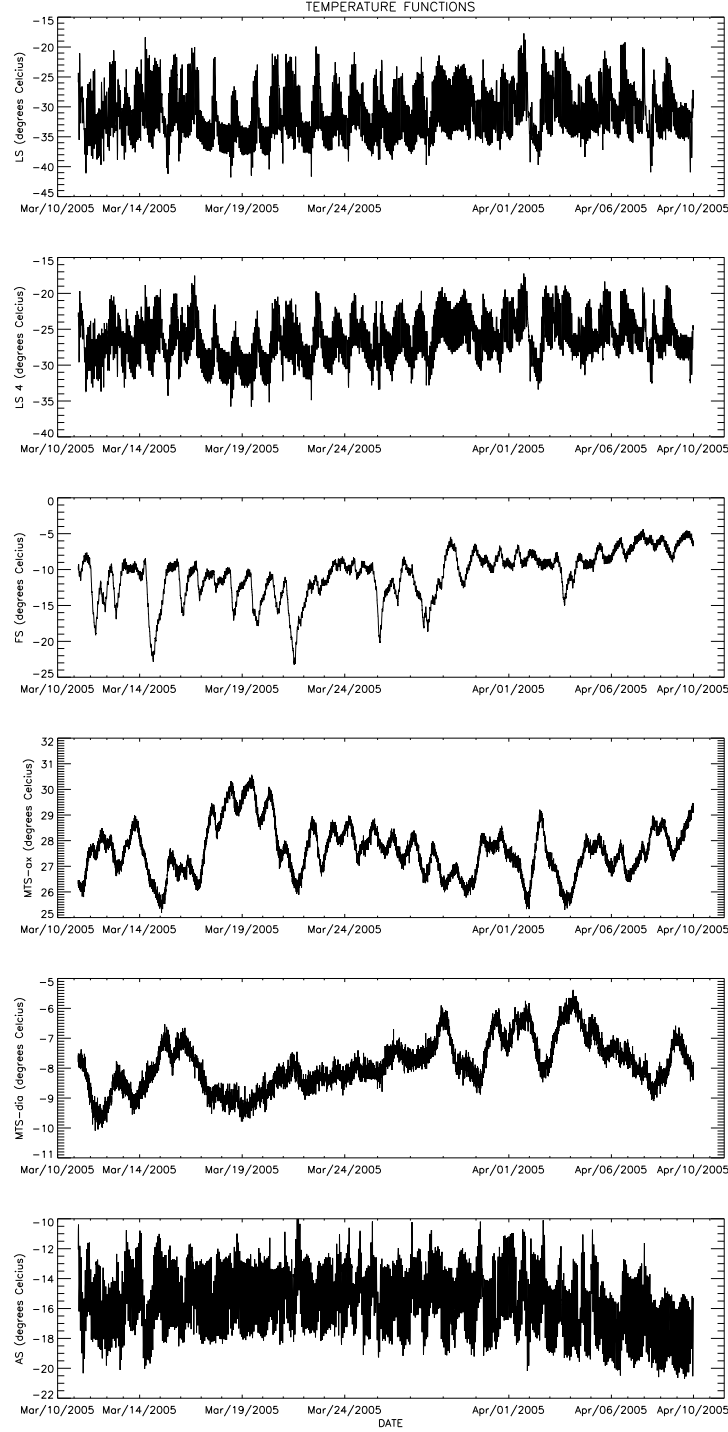 TEMPERATURE FUNCTIONS
LS (degrees Celcius)
-15
-20
-25
-30
-35
-40
-45
Mar/10/2005 Mar/14/2005 Mar/19/2005 Mar/24/2005 Apr/01/2005 Apr/06/2005 Apr/10/2005
LS 4 (degrees Celcius)
-15
-20
-25
-30
-35
-40
Mar/10/2005 Mar/14/2005 Mar/19/2005 Mar/24/2005 Apr/01/2005 Apr/06/2005 Apr/10/2005
FS (degrees Celcius)
0
-5
-10
-15
-20
-25
Mar/10/2005 Mar/14/2005 Mar/19/2005 Mar/24/2005 Apr/01/2005 Apr/06/2005 Apr/10/2005
MTS-ax (degrees Celcius)
32
31
30
29
28
27
26
25
Mar/10/2005 Mar/14/2005 Mar/19/2005 Mar/24/2005 Apr/01/2005 Apr/06/2005 Apr/10/2005
MTS-dia (degrees Celcius)
-5
-6
-7
-8
-9
-10
-11
Mar/10/2005 Mar/14/2005 Mar/19/2005 Mar/24/2005 Apr/01/2005 Apr/06/2005 Apr/10/2005
AS (degrees Celcius)
-10
-12
-14
-16
-18
-20
-22
Mar/10/2005 Mar/14/2005 Mar/19/2005 Mar/24/2005 Apr/01/2005 Apr/06/2005 Apr/10/2005
DATE